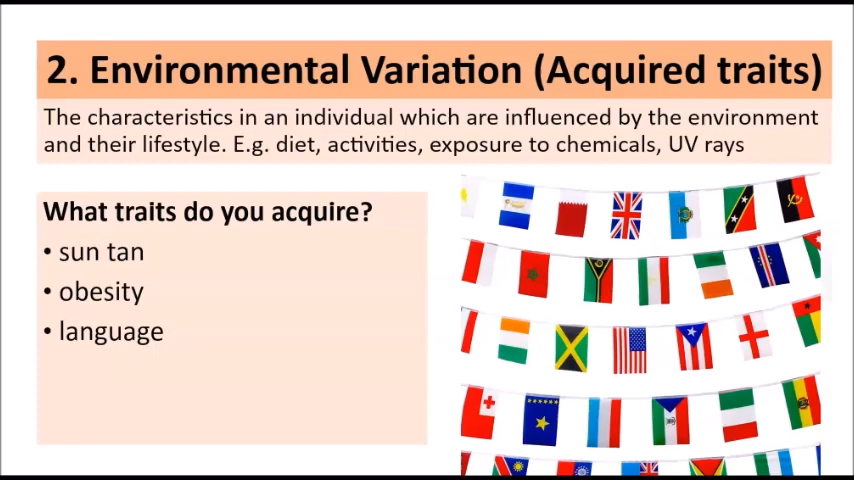 2. Environmental Variation (Acquired traits)
The characteristics in an individual which are influenced by the environment
and their lifestyle. E.g. diet, activities, exposure to chemicals, UV rays
What traits do you acquire?
• sun tan
• obesity
• language